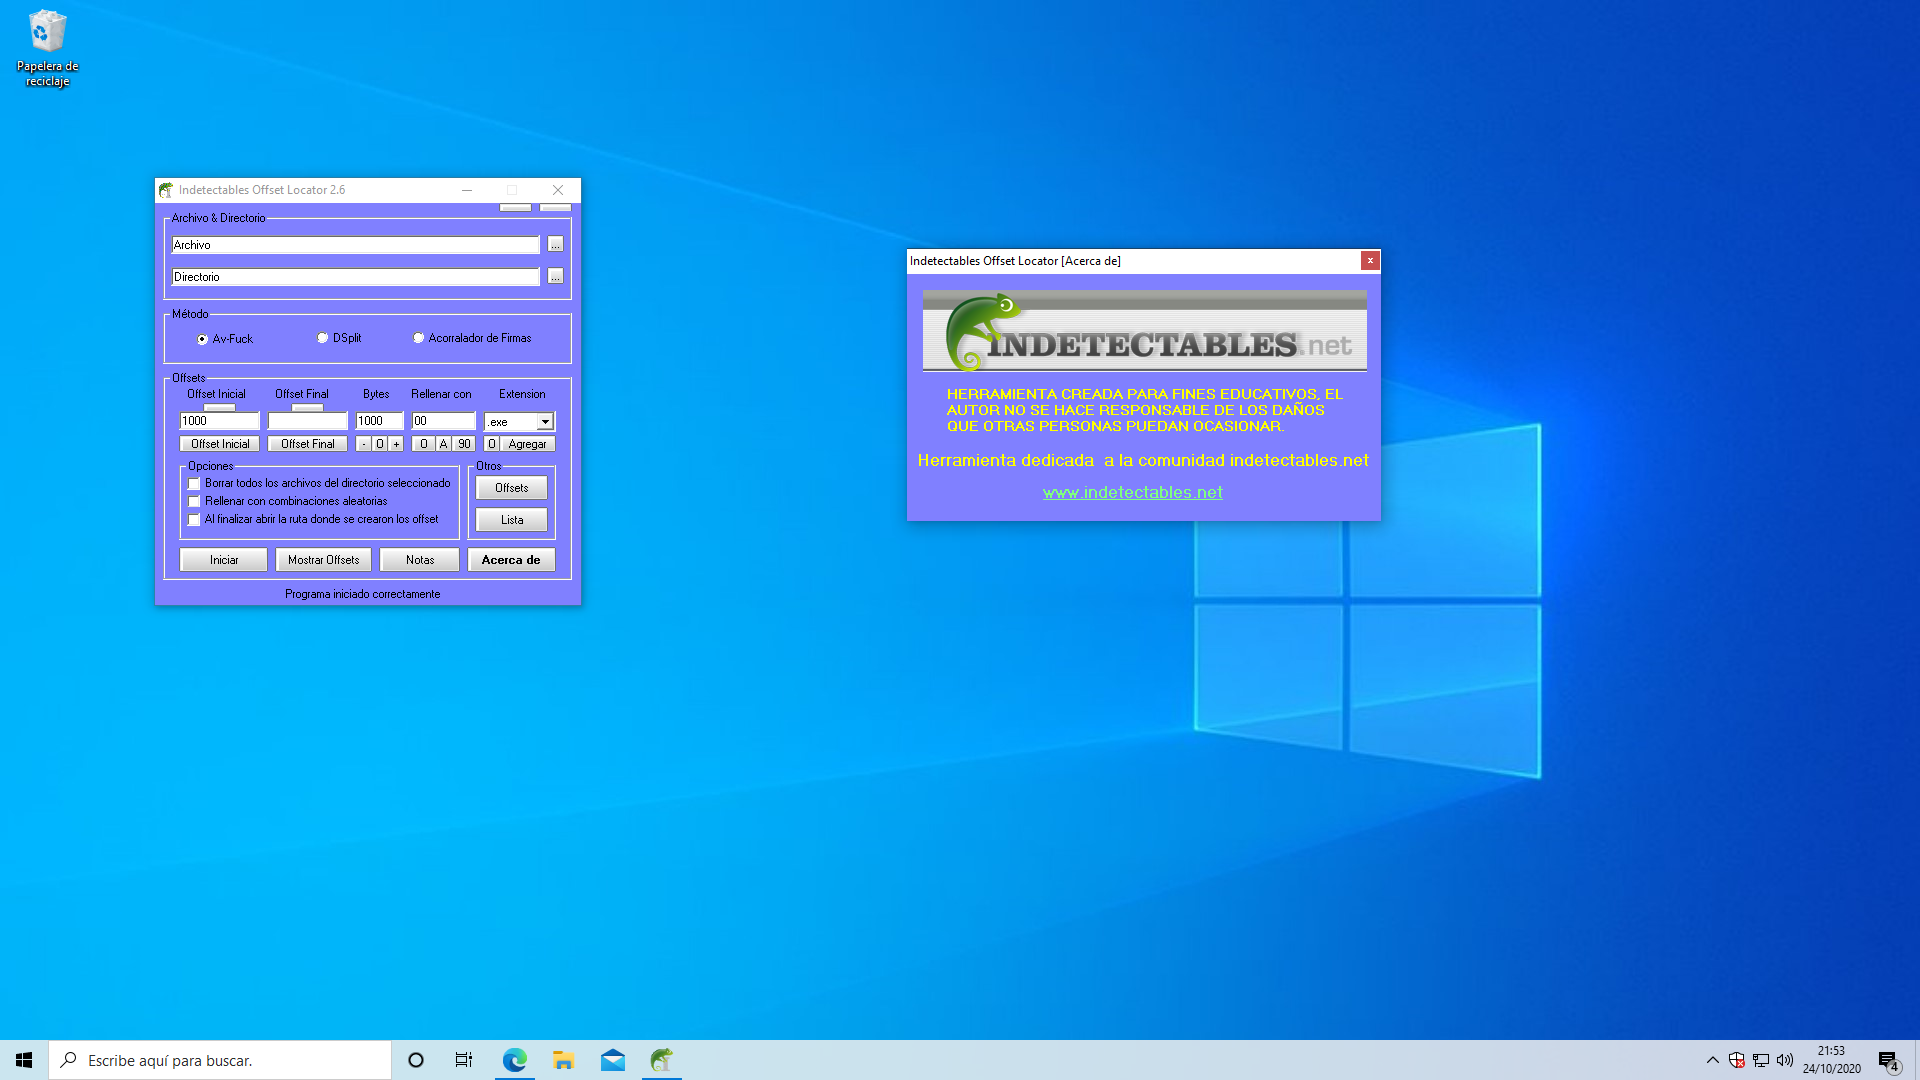 Papelera de
reciclaje
Indetectables Offset Locator 2.6
Archivo & Directorio
Archivo
...
Directorio
...
Método
Av-Fuck
DSplit
Acorralador de Firmas
Offsets
Offset Inicial
Offset Final
Bytes
Rellenar con
Extension
1000
1000
00
.exe
Offset Inicial
Offset Final
-
0
+
0
A
90
0
Agregar
Opciones
Borrar todos los archivos del directorio seleccionado
Rellenar con combinaciones aleatorias
Al finalizar abrir la ruta donde se crearon los offset
Otros
Offsets
Lista
Iniciar
Mostrar Offsets
Notas
Acerca de
Programa iniciado correctamente
Indetectables Offset Locator [Acerca de]
x
INDETECTABLES.net
HERRAMIENTA CREADA PARA FINES EDUCATIVOS, EL
AUTOR NO SE HACE RESPONSABLE DE LOS DAÑOS
QUE OTRAS PERSONAS PUEDAN OCASIONAR.
Herramienta dedicada  a la comunidad indetectables.net
www.indetectables.net
Escribe aquí para buscar.
21:53
24/10/2020
4